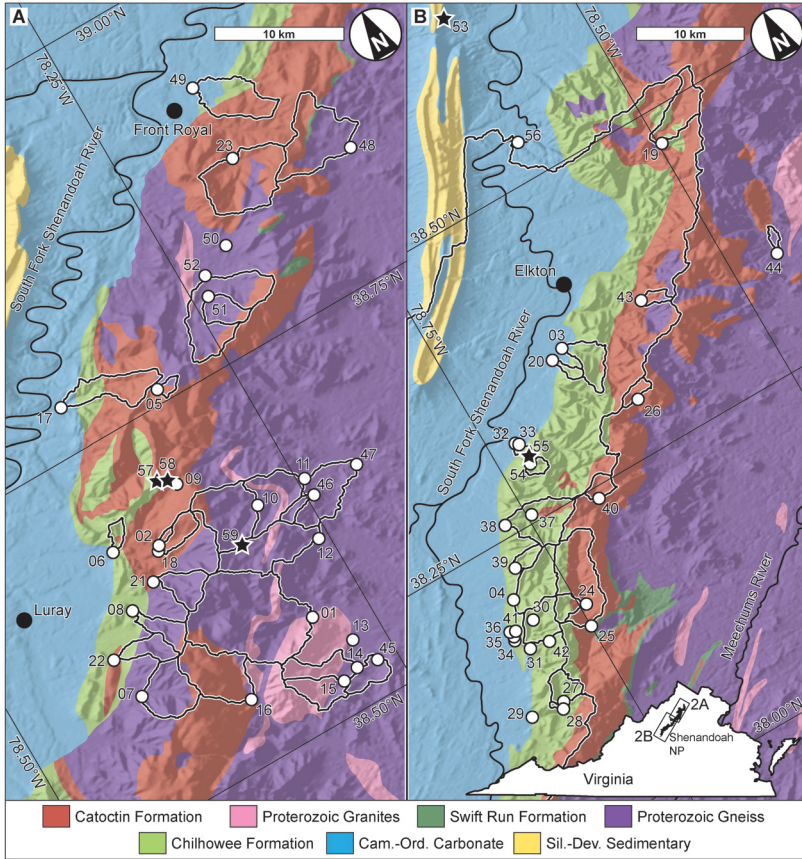 A
39.00°N
78.25°W
10 km
N
49
Front Royal
23
48
South Fork Shenandoah River
50
52
51
38.75°N
17
05
57
58
09
11
47
46
10
59
12
02
18
06
21
Luray
08
01
13
14
45
22
15
07
16
38.50°N
78.50°W
B
53
78.50°W
10 km
N
56
19
38.50°N
44
Elkton
43
78.75°W
03
20
South Fork Shenandoah River
26
32
33
55
54
40
38
37
38.25°N
39
04
24
30
41
36
35
25
34
31
42
Meechums River
27
28
29
38.00°N
2A
2B
Shenandoah
NP
Virginia
Catoctin Formation
Proterozoic Granites
Swift Run Formation
Proterozoic Gneiss
Chilhowee Formation
Cam.-Ord. Carbonate
Sil.-Dev. Sedimentary